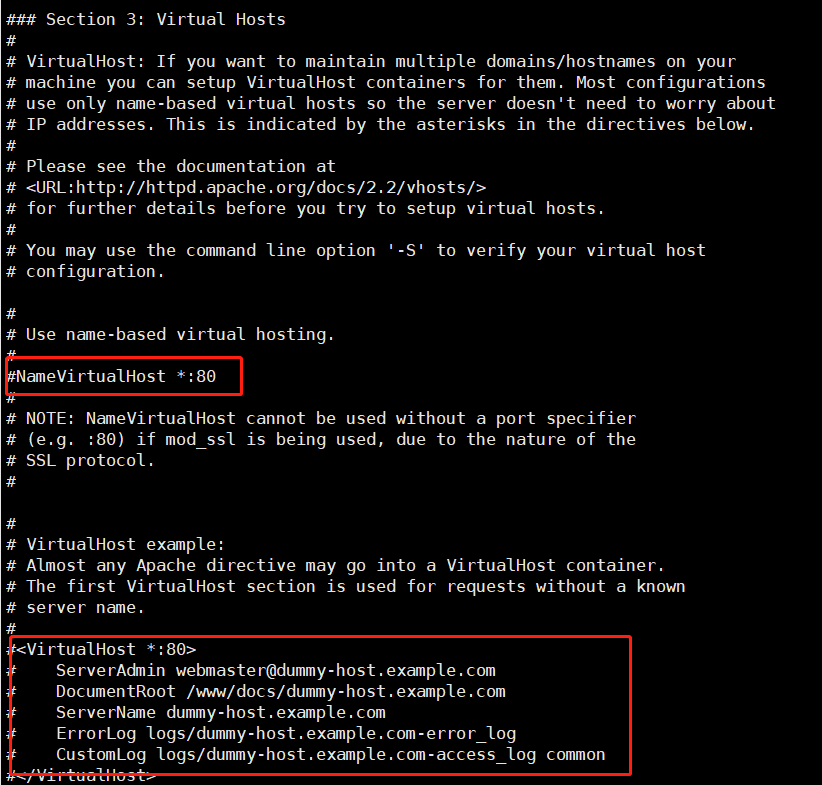 ### Section 3: Virtual Hosts
#
# VirtualHost: If you want to maintain multiple domains/hostnames on your
# machine you can setup VirtualHost containers for them. Most configurations
# use only name-based virtual hosts so the server doesn't need to worry about
# IP addresses. This is indicated by the asterisks in the directives below.
#
# Please see the documentation at
# <URL:http://httpd.apache.org/docs/2.2/vhosts/>
# for further details before you try to setup virtual hosts.
#
# You may use the command line option '-S' to verify your virtual host
# configuration.

#
# Use name-based virtual hosting.
#
#NameVirtualHost *:80
#
# NOTE: NameVirtualHost cannot be used without a port specifier
# (e.g. :80) if mod_ssl is being used, due to the nature of the
# SSL protocol.
#

#
# VirtualHost example:
# Almost any Apache directive may go into a VirtualHost container.
# The first VirtualHost section is used for requests without a known
# server name.
#
#<VirtualHost *:80>
#    ServerAdmin webmaster@dummy-host.example.com
#    DocumentRoot /www/docs/dummy-host.example.com
#    ServerName dummy-host.example.com
#    ErrorLog logs/dummy-host.example.com-error_log
#    CustomLog logs/dummy-host.example.com-access_log common
#</VirtualHost>